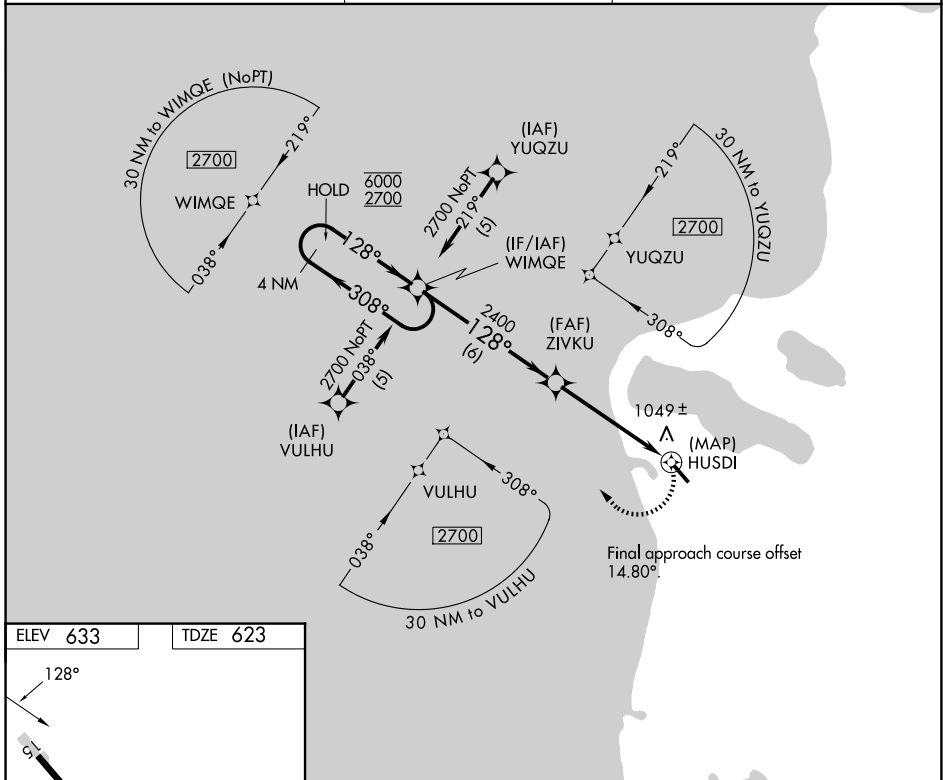 30 NM to WIMQE (NoPT)
219°
2700
WIMQE
038°
HOLD
6000
2700
4 NM
128°
308°
(IAF)
YUQZU
2700 NoPT
219°
(5)
(IF/IAF)
WIMQE
2400
128°
(6)
(FAF)
ZIVKU
30 NM to YUQZU
219°
2700
YUQZU
308°
2700 NoPT
038°
(5)
(IAF)
VULHU
1049±
(MAP)
HUSDI
VULHU
308°
038°
2700
30 NM to VULHU
Final approach course offset
14.80°.
ELEV 633
TDZE 623
128°
15